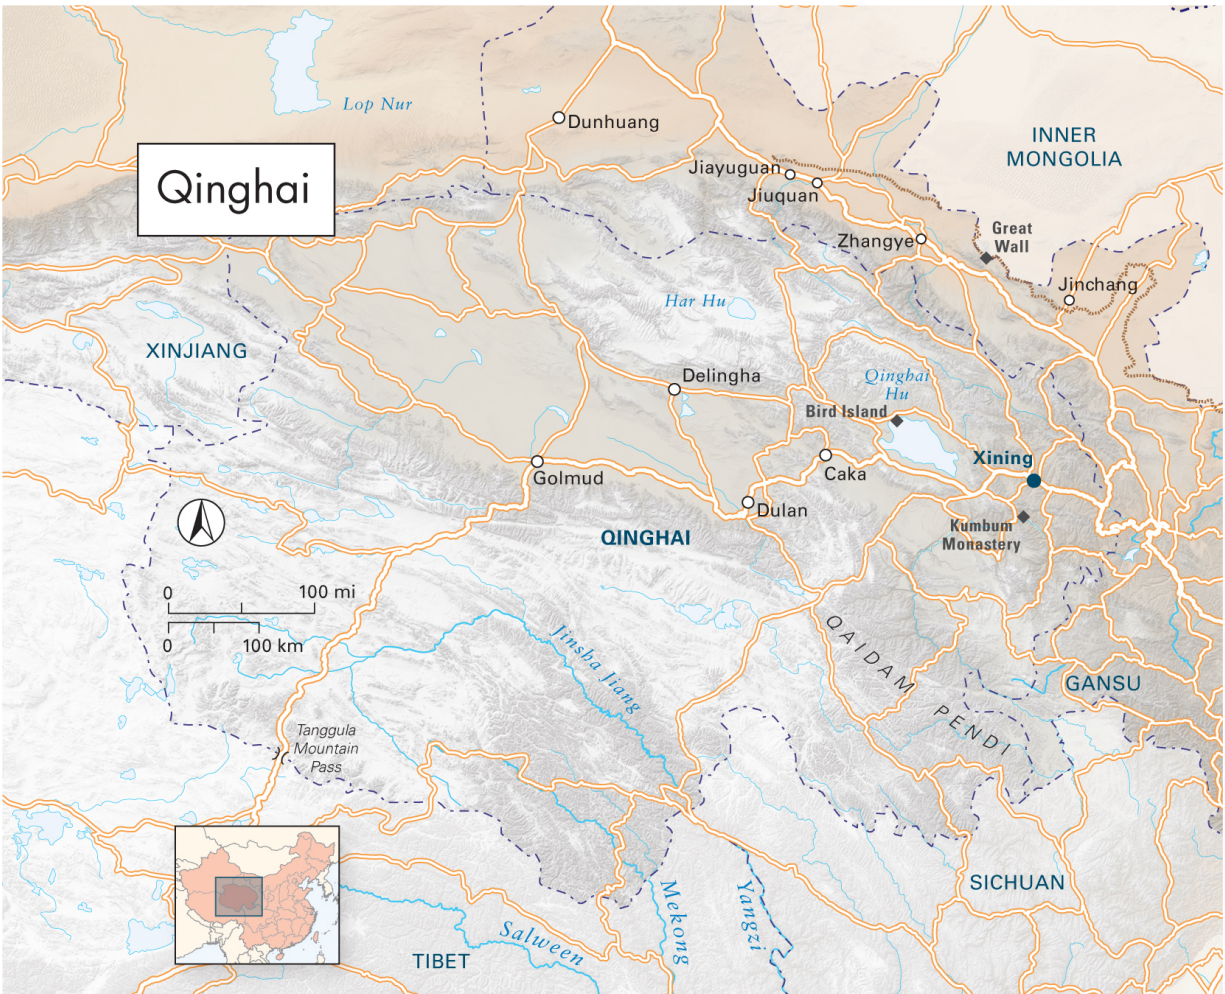 Lop Nur
Dunhuang
INNER
MONGOLIA
Qinghai
Jiayuguan
Jiuquan
Zhangye
Great
Wall
Jinchang
Har Hu
XINJIANG
Delingha
Qinghai
Hu
Bird Island
Xining
Caka
Golmud
Dulan
QINGHAI
Kumbum
Monastery
0
100 mi
0
100 km
Jinsha Jiang
QAIDAM
PENDI
GANSU
Tanggula
Mountain
Pass
SICHUAN
Mekong
Yangzi
Salween
TIBET